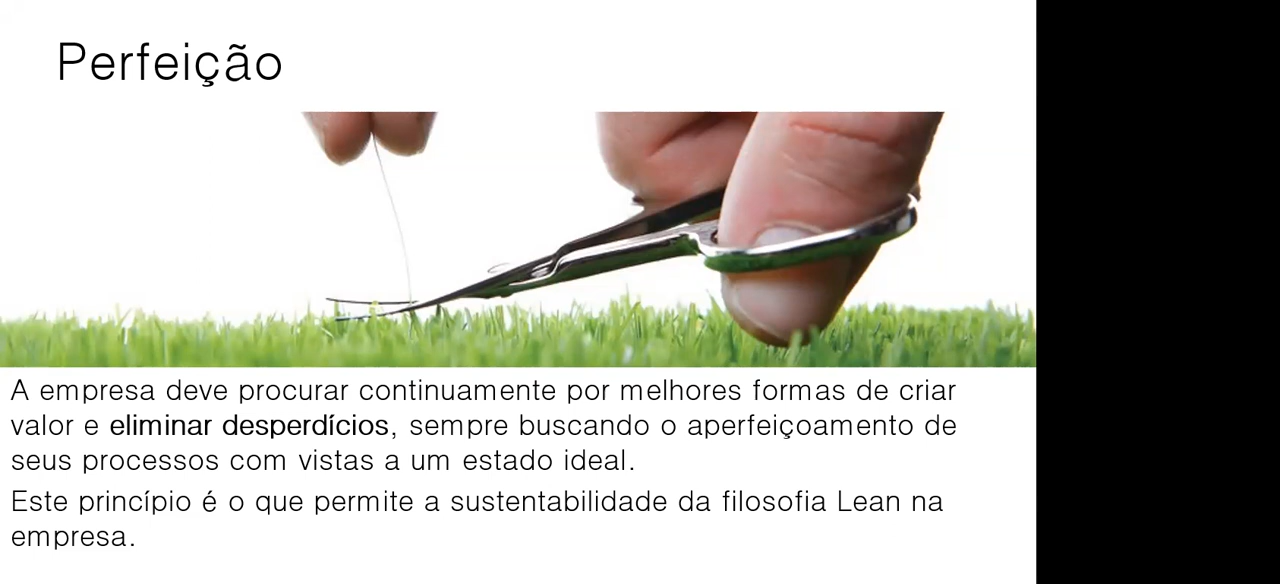 Perfeição
A empresa deve procurar continuamente por melhores formas de criar
valor e eliminar desperdícios, sempre buscando o aperfeiçoamento de
seus processos com vistas a um estado ideal.
Este princípio é o que permite a sustentabilidade da filosofia Lean na
empresa.